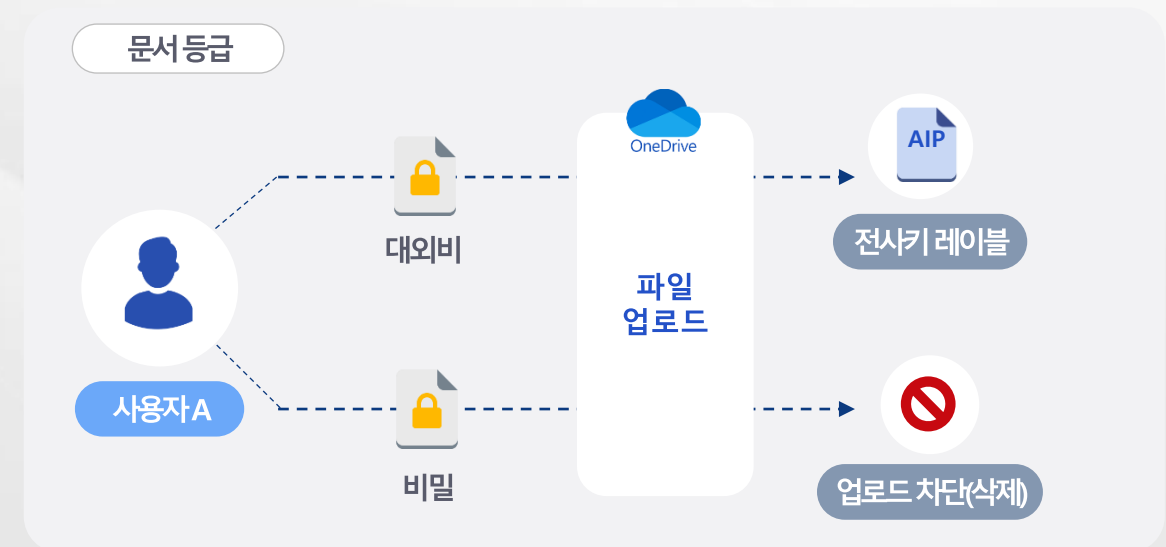 문서 등급
OneDrive
AIP
대외비
전사키 레이블
파일
업로드
사용자 A
비밀
업로드 차단(삭제)